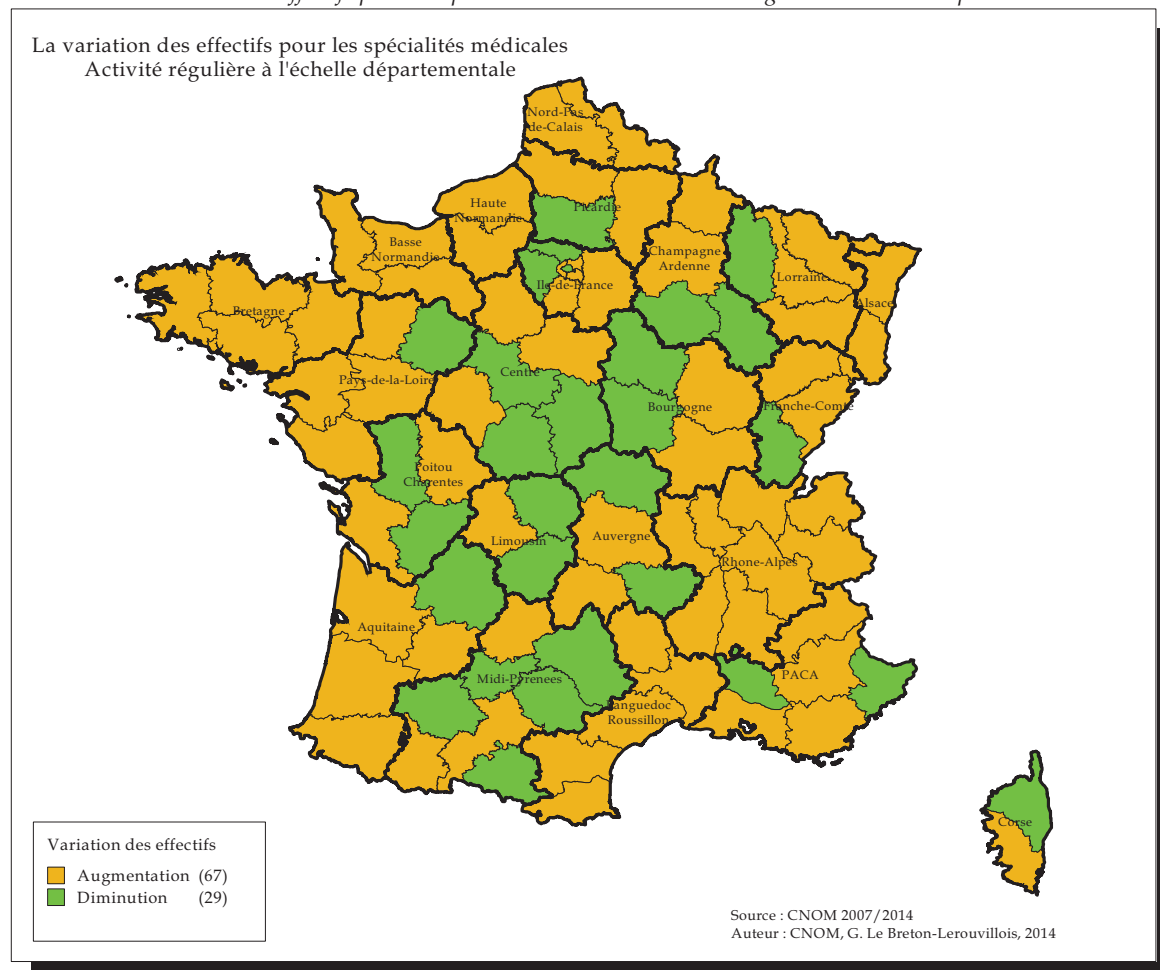 La variation des effectifs pour les spécialités médicales
Activité régulière à l'échelle départementale
Nord-Pas
de-Calais
Haute
Normandie
Picardie
Basse
Normandie
Champagne
Ardenne
Ile-de-France
Lorraine
Alsace
Bretagne
Pays-de-la-Loire
Centre
Bourgogne
Franche-Comte
Poitou
Charentes
Limousin
Auvergne
Rhone-Alpes
Aquitaine
Midi-Pyrenees
PACA
Languedoc
Roussillon
Corse
Variation des effectifs
Augmentation (67)
Diminution (29)
Source : CNOM 2007/2014
Auteur : CNOM, G. Le Breton-Lerouvillois, 2014